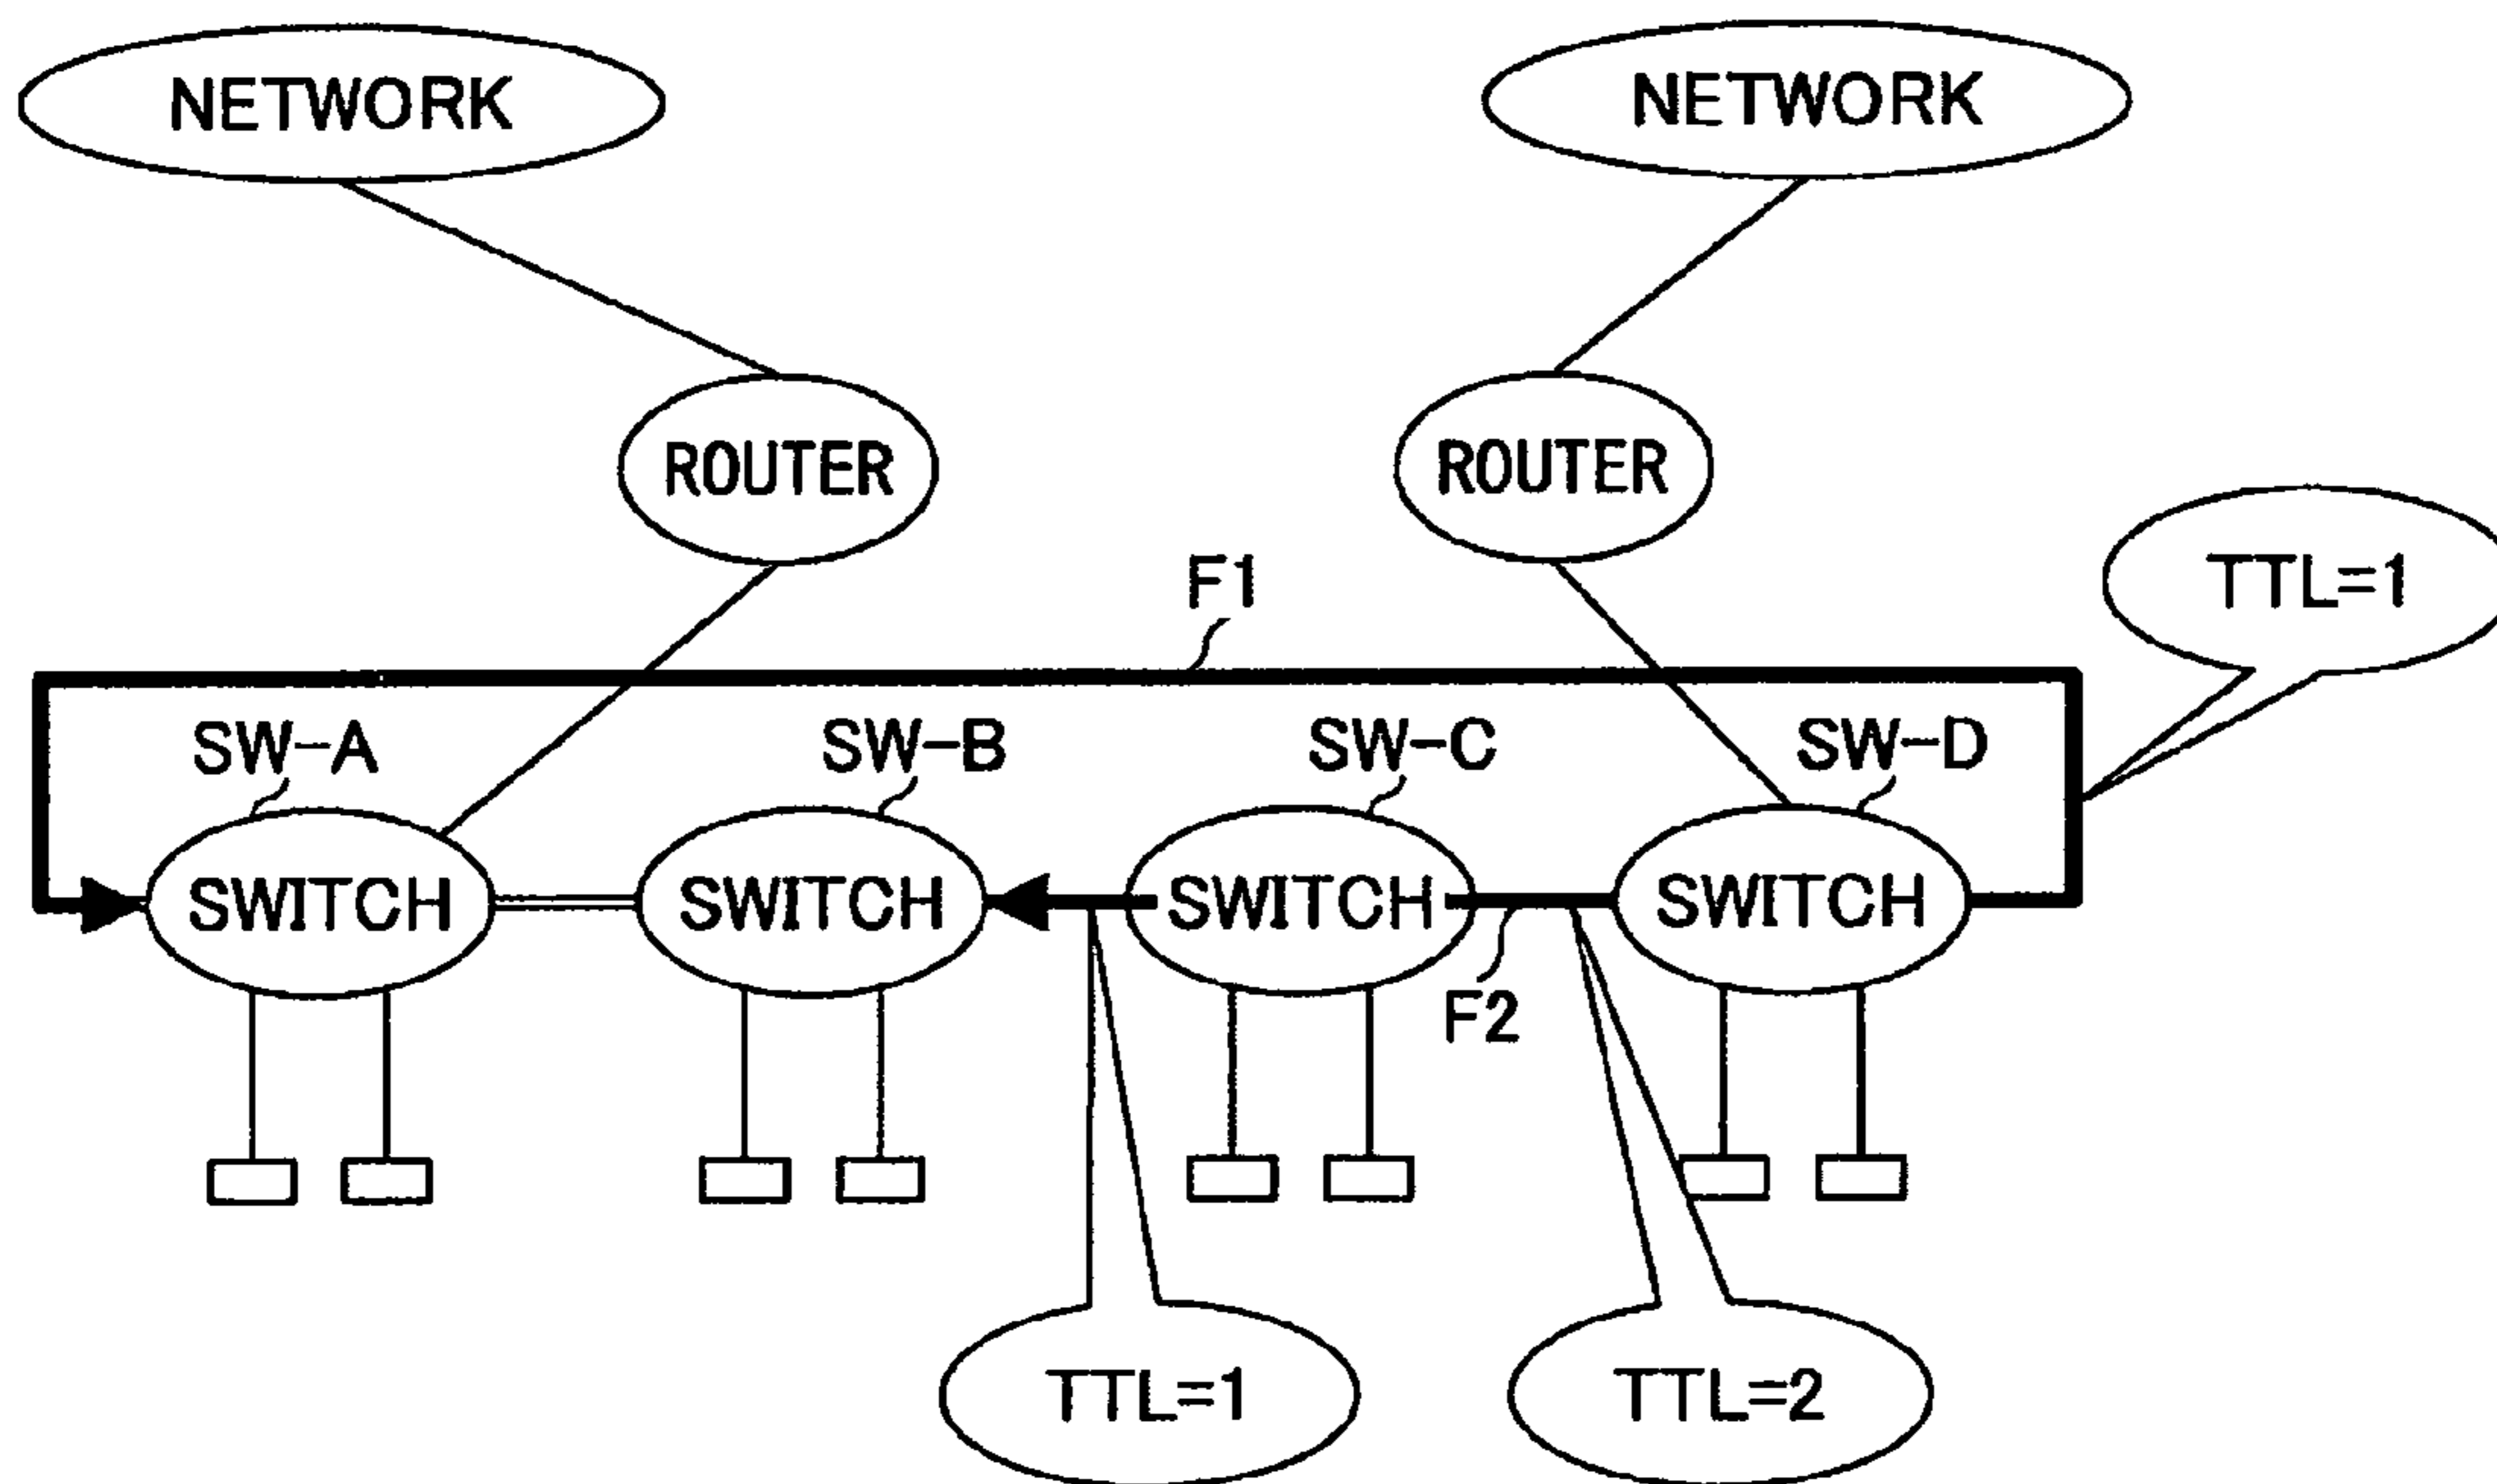 NETWORK
NETWORK
ROUTER
ROUTER
F1
TTL=1
SW-A
SW-B
SW-C
SW-D
SWITCH
SWITCH
SWITCH
SWITCH
F2
TTL=1
TTL=2